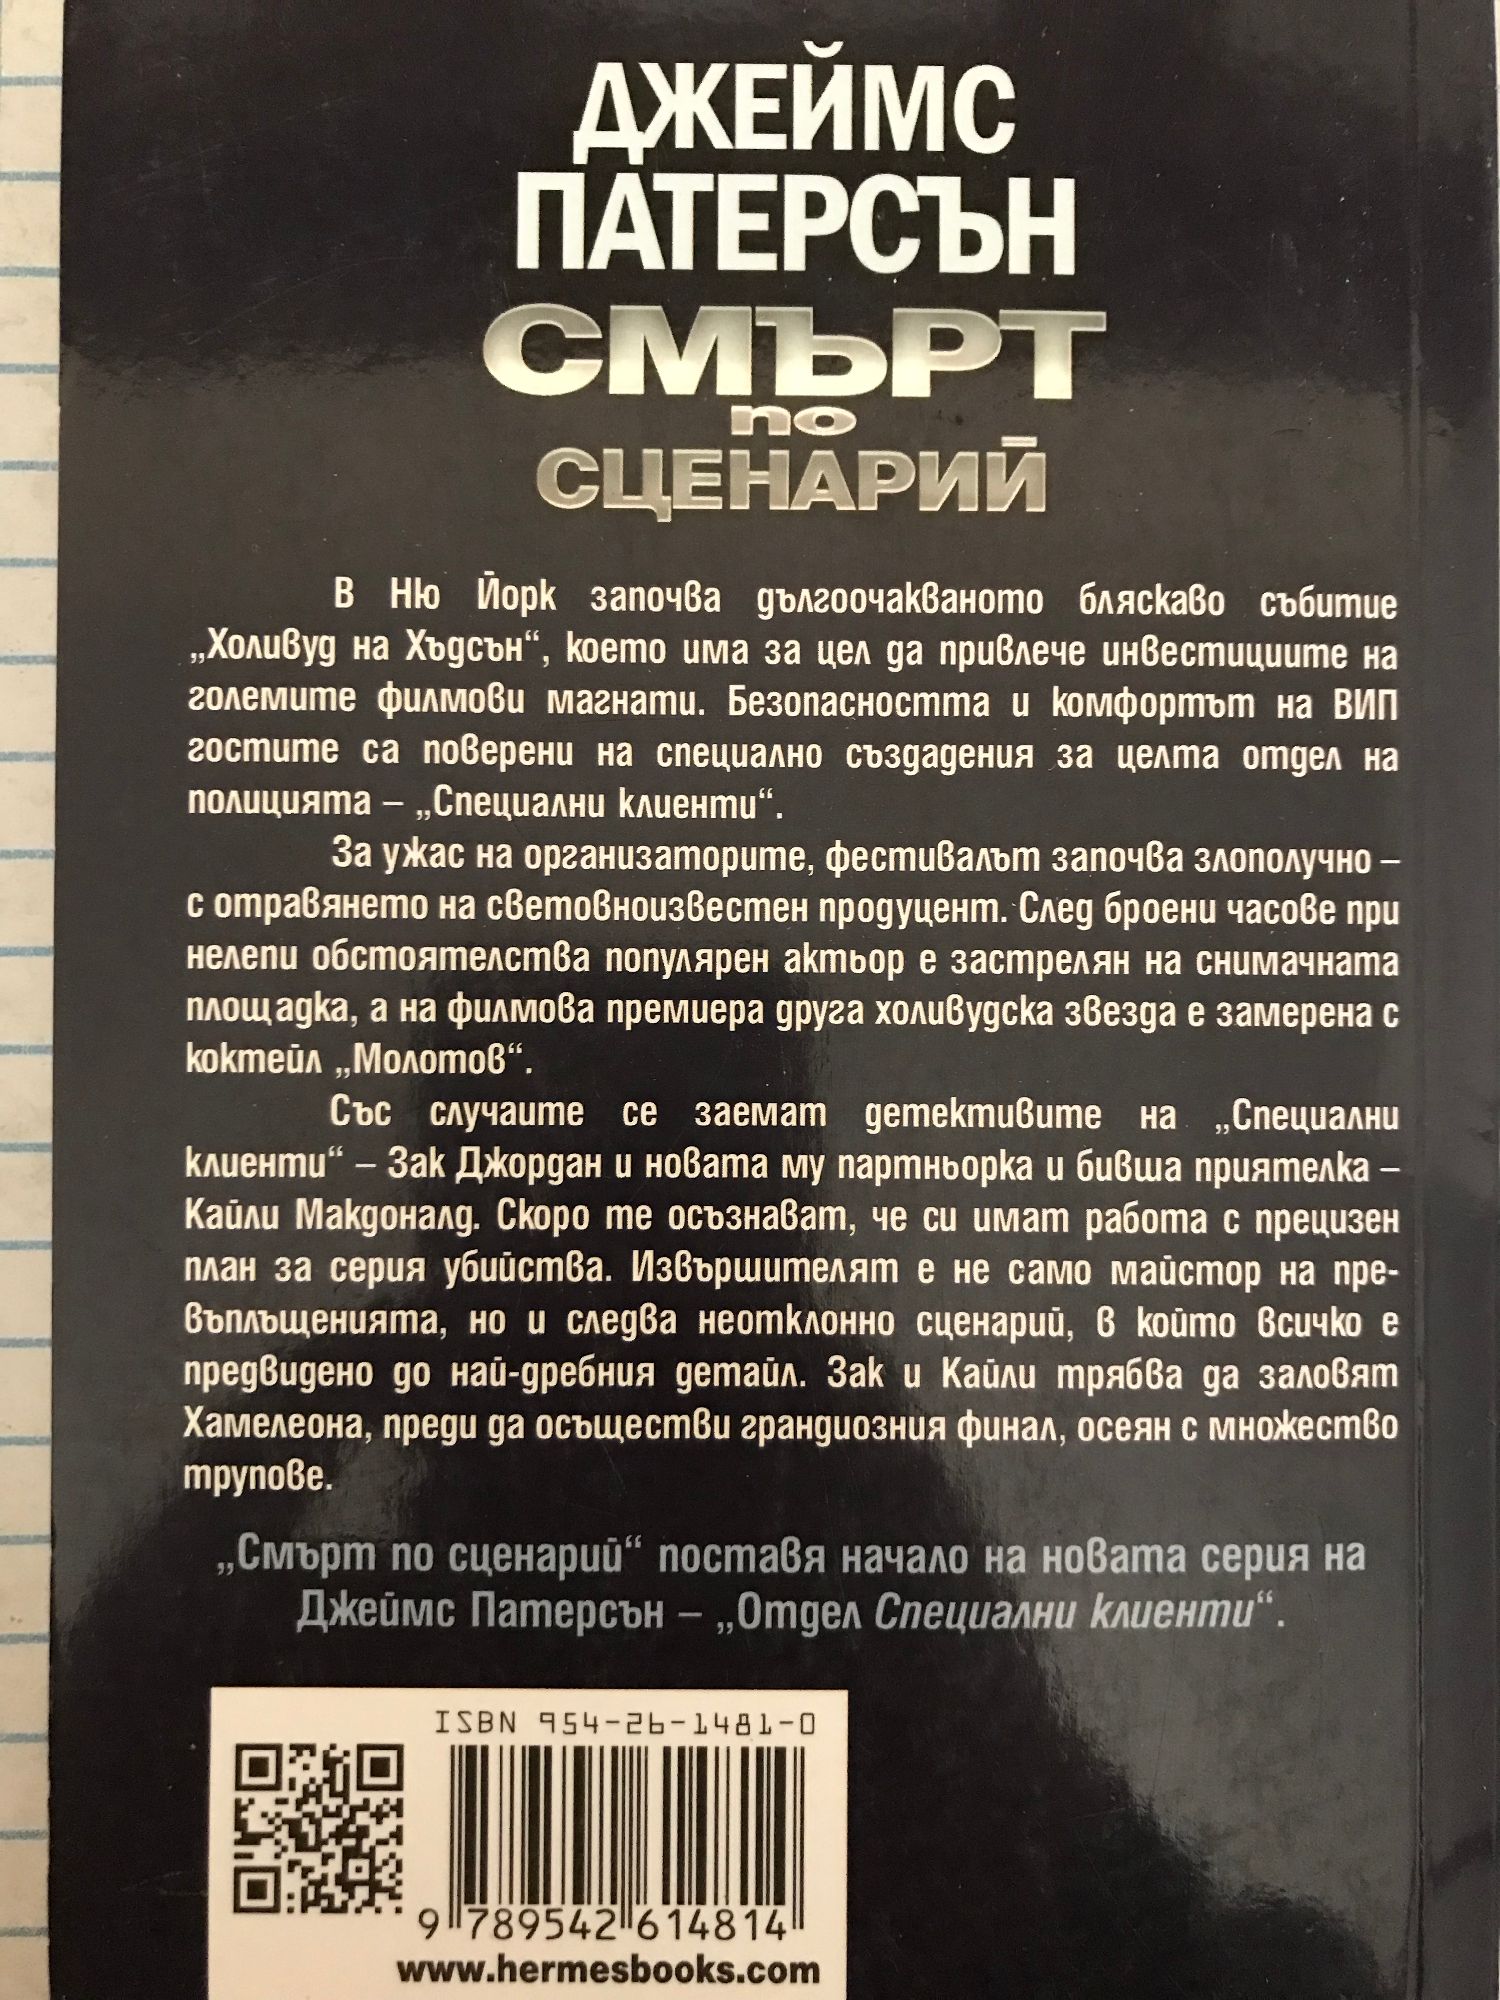 ДЖЕЙМС
ПАТЕРСЪН
СМЪРТ
по
СЦЕНАРИЙ
В Ню Йорк започва дългоочакваното бляскаво събитие
„Холивуд на Хъдсън“, което има за цел да привлече инвестициите на
големите филмови магнати. Безопасността и комфортът на ВИП
гостите са поверени на специално създадения за целта отдел на
полицията – „Специални клиенти“.
За ужас на организаторите, фестивалът започва злополучно –
с отравянето на световноизвестен продуцент. След броени часове при
нелепи обстоятелства популярен актьор е застрелян на снимачната
площадка, а на филмова премиера друга холивудска звезда е замерена с
коктейл „Молотов“.
Със случаите се заемат детективите на „Специални
клиенти“ – Зак Джордан и новата му партньорка и бивша приятелка –
Кайли Макдоналд. Скоро те осъзнават, че си имат работа с прецизен
план за серия убийства. Извършителят е не само майстор на пре-
въплъщенията, но и следва неотклонно сценарий, в който всичко е
предвидено до най-дребния детайл. Зак и Кайли трябва да заловят
Хамелеона, преди да осъществи грандиозния финал, осеян с множество
трупове.
„Смърт по сценарий“ поставя начало на новата серия на
Джеймс Патерсън – „Отдел Специални клиенти“.
ISBN 954-26-1481-0
9 789542 614814
www.hermesbooks.com